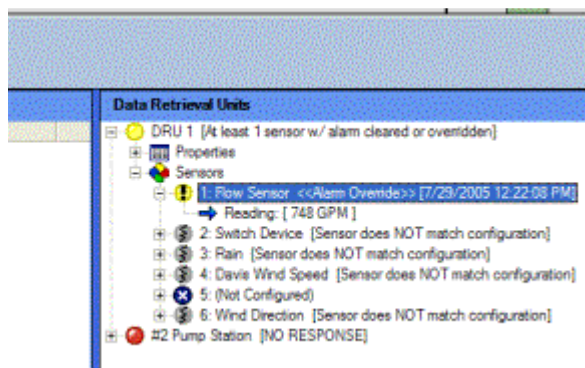 Data Retrieval Units
DRU 1 [At least 1 sensor w/ alarm cleared or overridden]
Properties
Sensors
1: Flow Sensor <<Alarm Override>> [7/29/2005 12:22:08 PM]
Reading: [ 748 GPM ]
2: Switch Device [Sensor does NOT match configuration]
3: Rain [Sensor does NOT match configuration]
4: Davis Wind Speed [Sensor does NOT match configuration]
5: (Not Configured)
6: Wind Direction [Sensor does NOT match configuration]
#2 Pump Station [NO RESPONSE]